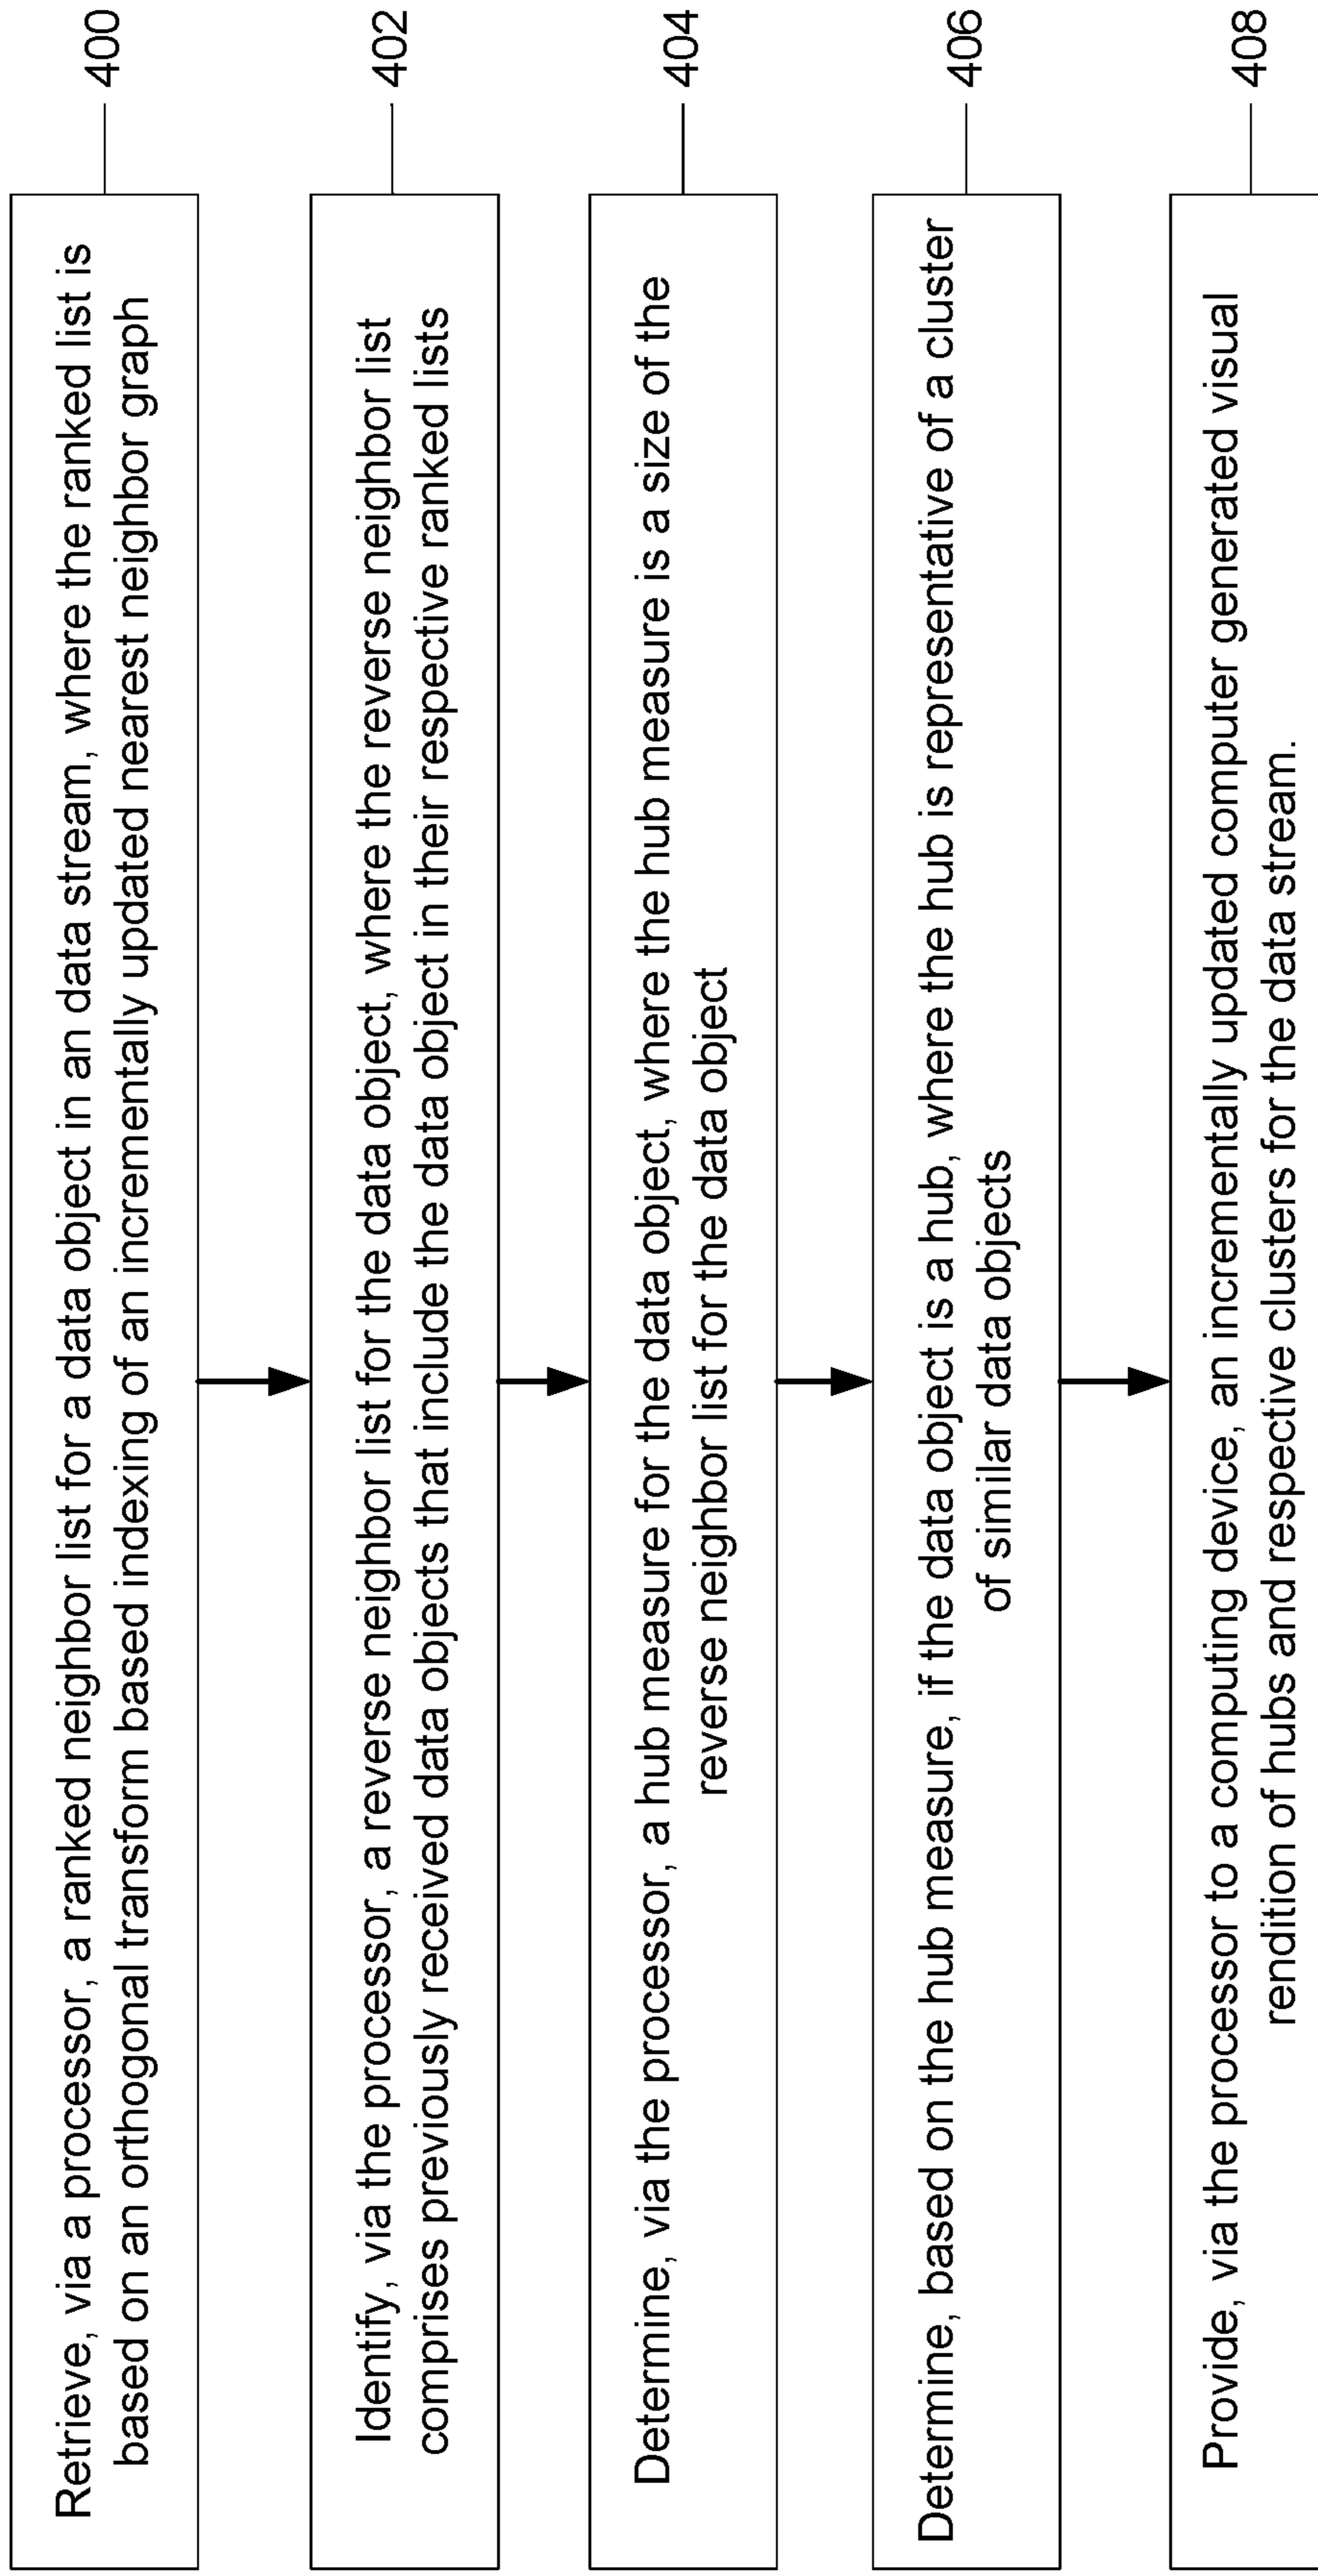 Retrieve, via a processor, a ranked neighbor list for a data object in an data stream, where the ranked list is
based on an orthogonal transform based indexing of an incrementally updated nearest neighbor graph
400
Identify, via the processor, a reverse neighbor list for the data object, where the reverse neighbor list
comprises previously received data objects that include the data object in their respective ranked lists
402
Determine, via the processor, a hub measure for the data object, where the hub measure is a size of the
reverse neighbor list for the data object
404
Determine, based on the hub measure, if the data object is a hub, where the hub is representative of a cluster
of similar data objects
406
Provide, via the processor to a computing device, an incrementally updated computer generated visual
rendition of hubs and respective clusters for the data stream.
408